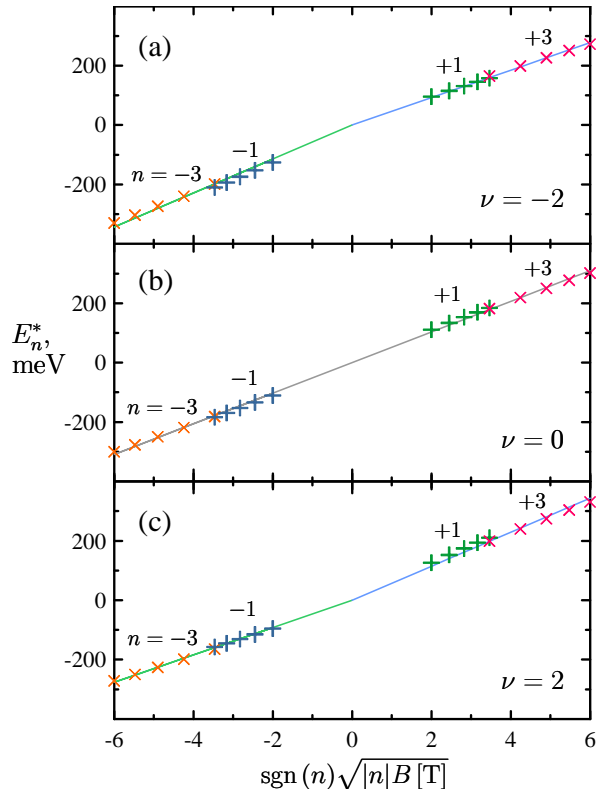 (a)
+3
+1
200
0
-200
n = −3
−1
ν = −2
(b)
+3
+1
200
E*n,
meV
0
-200
n = −3
−1
ν = 0
(c)
+3
+1
200
0
-200
n = −3
−1
ν = 2
-6 -4 -2 0 2 4 6
sgn (n)√|n|B [T]